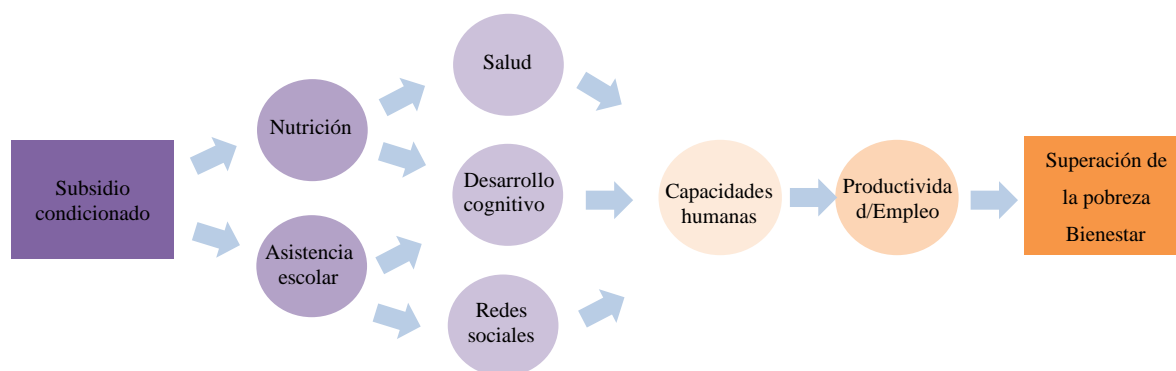 Subsidio
condicionado
Nutrición
Asistencia
escolar
Salud
Desarrollo
cognitivo
Redes
sociales
Capacidades
humanas
Productivida
d/Empleo
Superación de
la pobreza
Bienestar